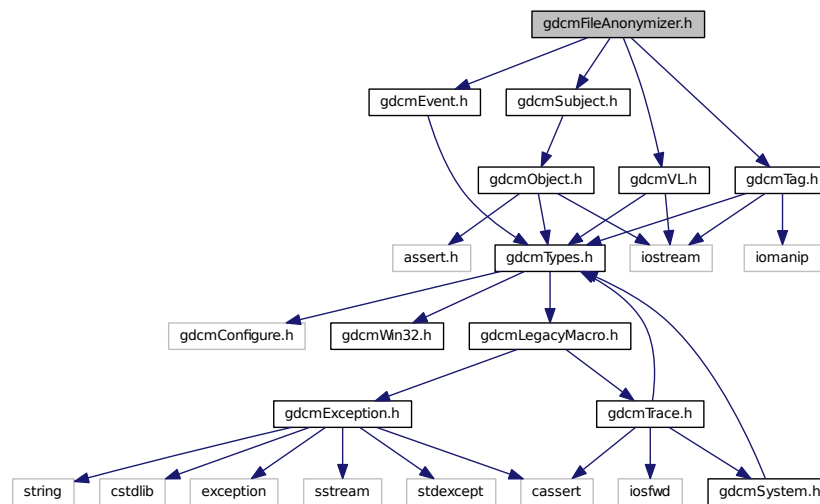 gdcmFileAnonymizer.h
gdcmEvent.h
gdcmSubject.h
gdcmObject.h
gdcmVL.h
gdcmTag.h
assert.h
gdcmTypes.h
iostream
iomanip
gdcmConfigure.h
gdcmWin32.h
gdcmLegacyMacro.h
gdcmException.h
gdcmTrace.h
string
cstdlib
exception
sstream
stdexcept
cassert
iosfwd
gdcmSystem.h